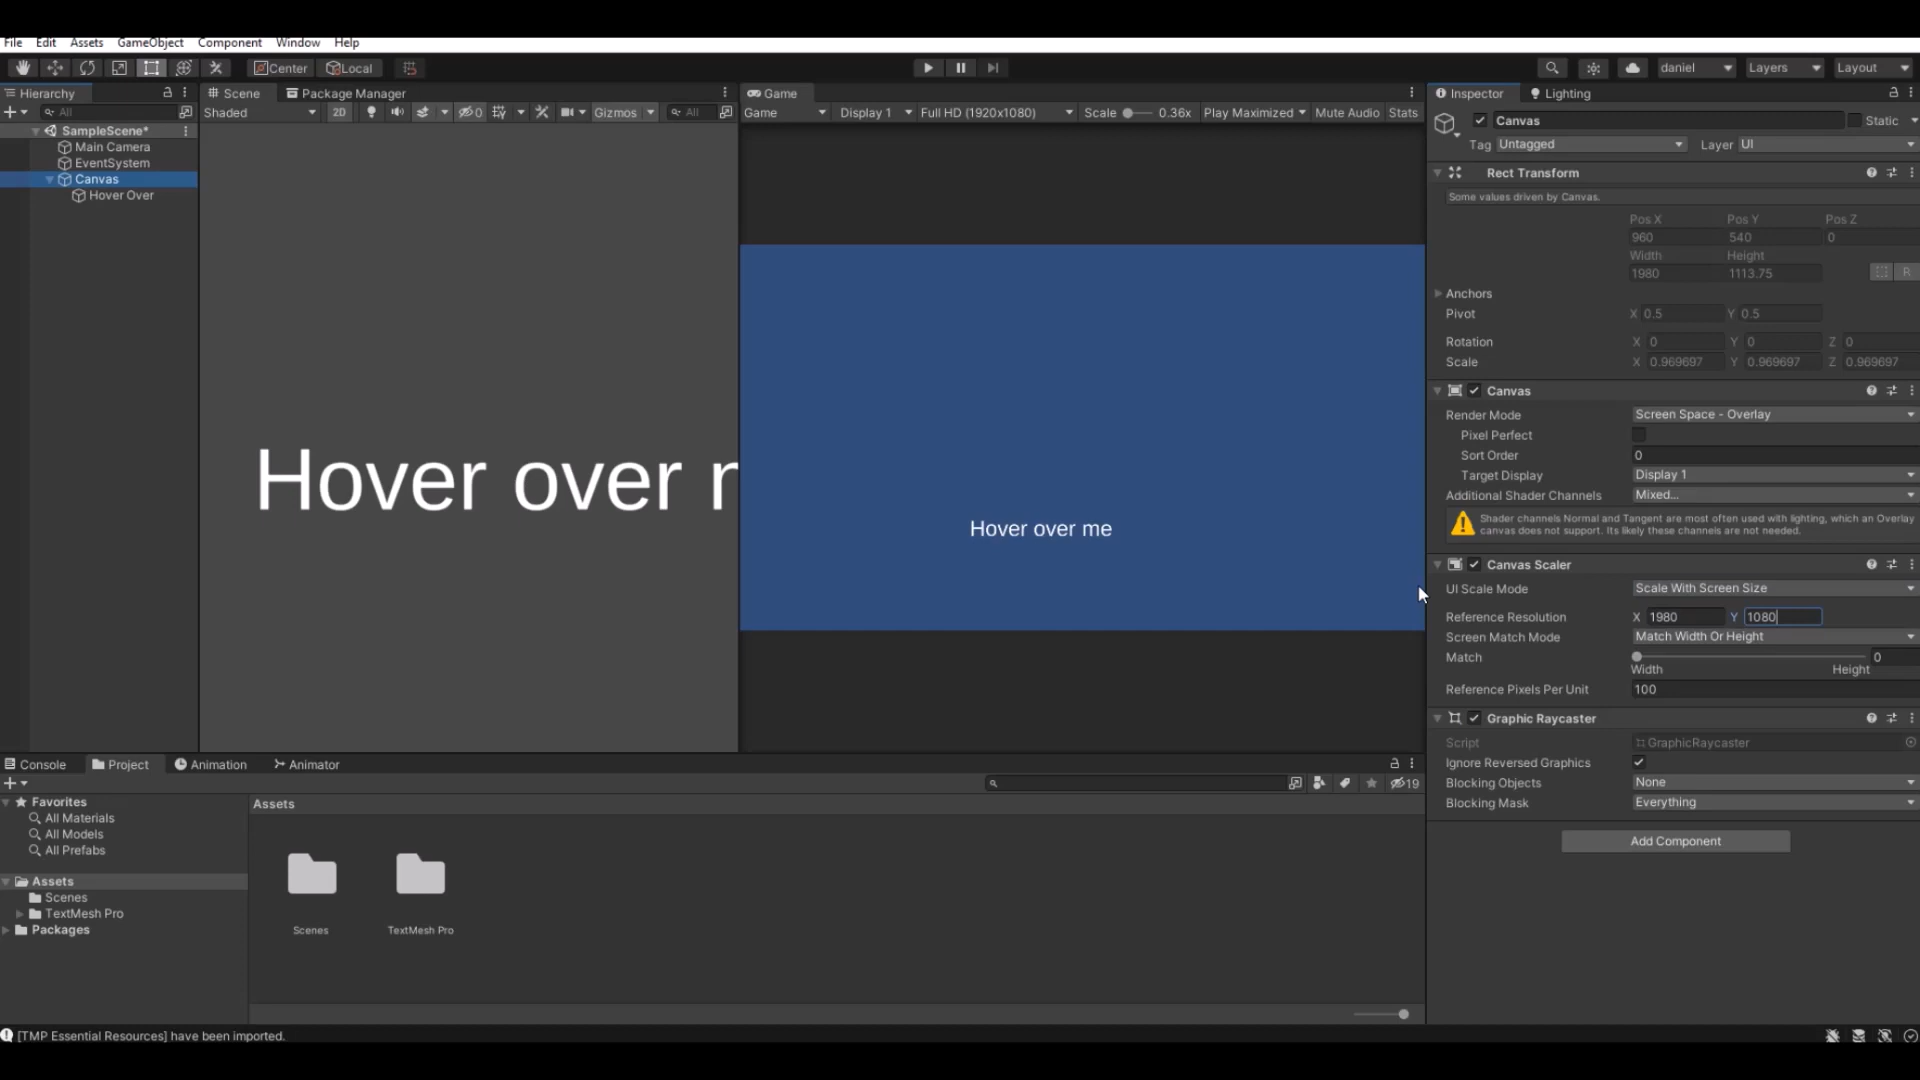 File Edit Assets GameObject Component Window Help
Center Local daniel Layers Layout
Hierarchy Scene Package Manager Game Inspector Lighting
All Shaded 2D 0 Gizmos All Game Display 1 Full HD (1920x1080) Scale 0.36x Play Maximized Mute Audio Stats
Canvas Static
Tag Untagged Layer UI
SampleScene*
Main Camera
EventSystem
Canvas
Hover Over
Rect Transform
Some values driven by Canvas.
Pos X Pos Y Pos Z
960 540 0
Width Height
1980 1113.75 R
Anchors
Pivot X 0.5 Y 0.5
Rotation X 0 Y 0 Z 0
Scale X 0.969697 Y 0.969697 Z 0.969697
Canvas
Render Mode Screen Space - Overlay
Pixel Perfect
Sort Order 0
Target Display Display 1
Additional Shader Channels Mixed...
Shader channels Normal and Tangent are most often used with lighting, which an Overlay
canvas does not support. Its likely these channels are not needed.
Hover over
Hover over me
Canvas Scaler
UI Scale Mode Scale With Screen Size
Reference Resolution X 1980 Y 1080
Screen Match Mode Match Width Or Height
Match 0
Width Height
Reference Pixels Per Unit 100
Graphic Raycaster
Script GraphicRaycaster
Ignore Reversed Graphics
Blocking Objects None
Blocking Mask Everything
Add Component
Console Project Animation Animator
19
Favorites
All Materials
All Models
All Prefabs
Assets
Scenes
TextMesh Pro
Packages
Assets
Scenes TextMesh Pro
[TMP Essential Resources] have been imported.